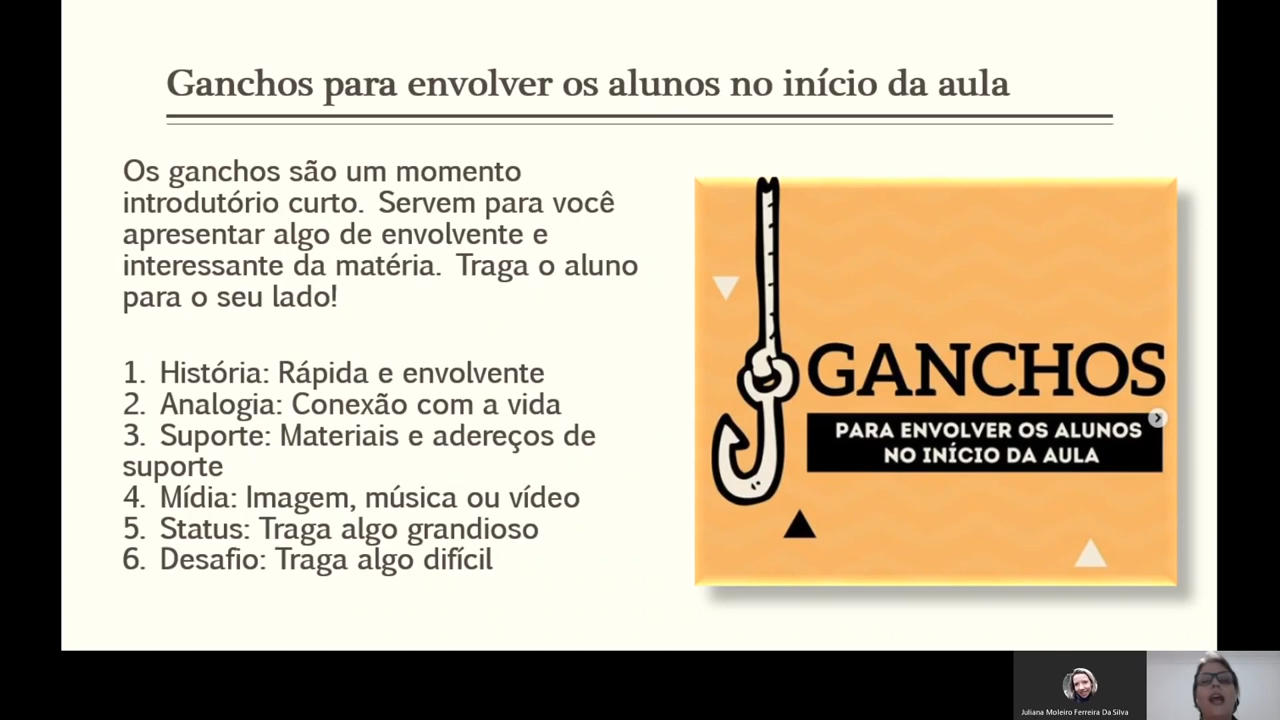 Ganchos para envolver os alunos no início da aula
Os ganchos são um momento
introdutório curto. Servem para você
apresentar algo de envolvente e
interessante da matéria. Traga o aluno
para o seu lado!
1. História: Rápida e envolvente
2. Analogia: Conexão com a vida
3. Suporte: Materiais e adereços de
suporte
4. Mídia: Imagem, música ou vídeo
5. Status: Traga algo grandioso
6. Desafio: Traga algo difícil
GANCHOS
PARA ENVOLVER OS ALUNOS
NO INÍCIO DA AULA
Juliana Moleiro Ferreira Da Silva